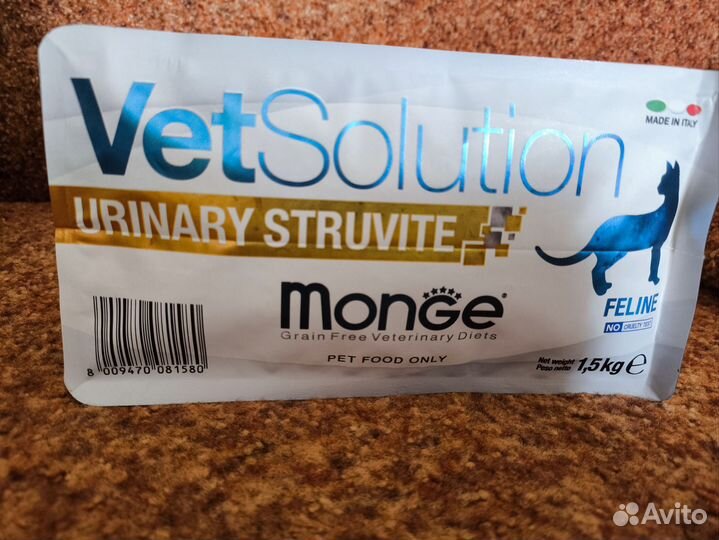 VetSolution
MADE IN ITALY
URINARY STRUVITE
MonGe®
Grain Free Veterinary Diets
PET FOOD ONLY
FELINE
NO CRUELTY TEST
Net weight
Peso netto 1,5kg e
8 009470 081580
Avito